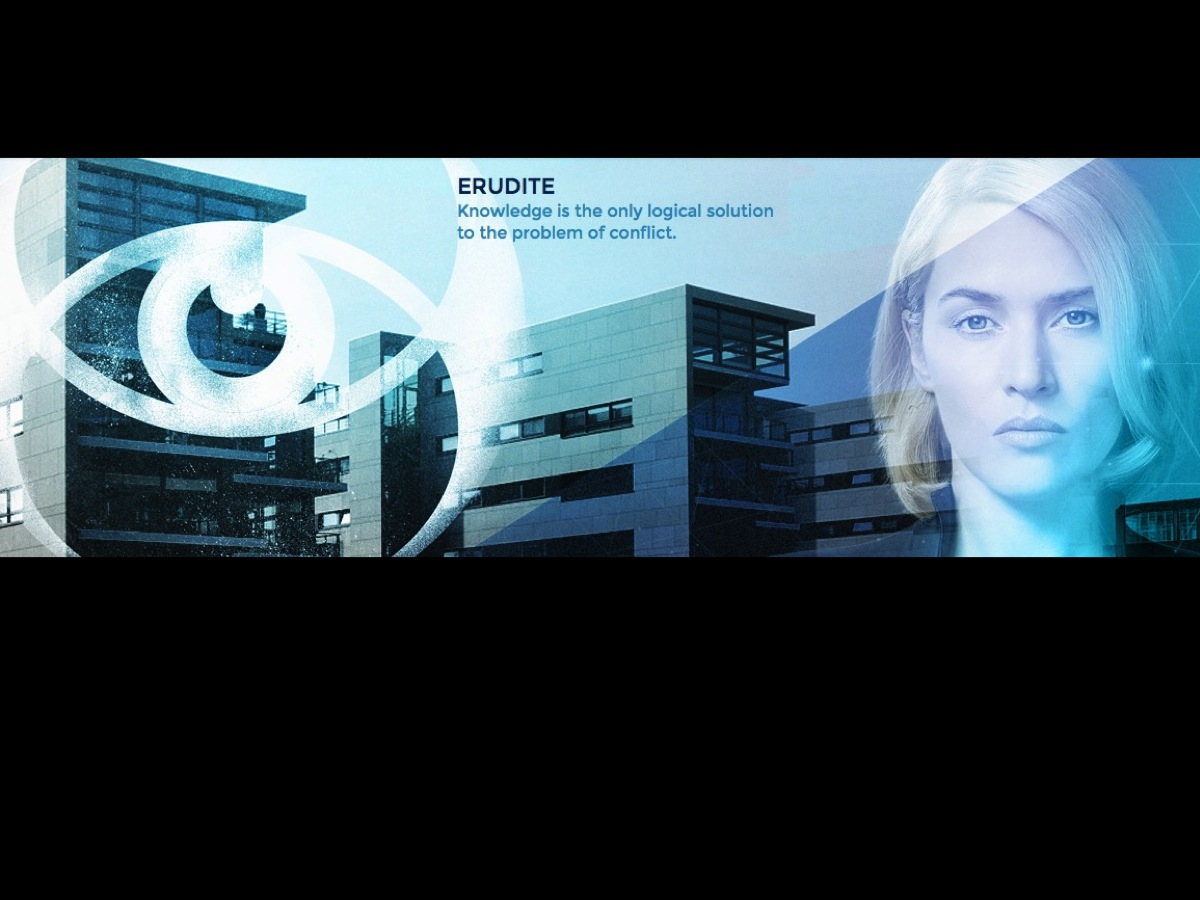 ERUDITE
Knowledge is the only logical solution
to the problem of conflict.